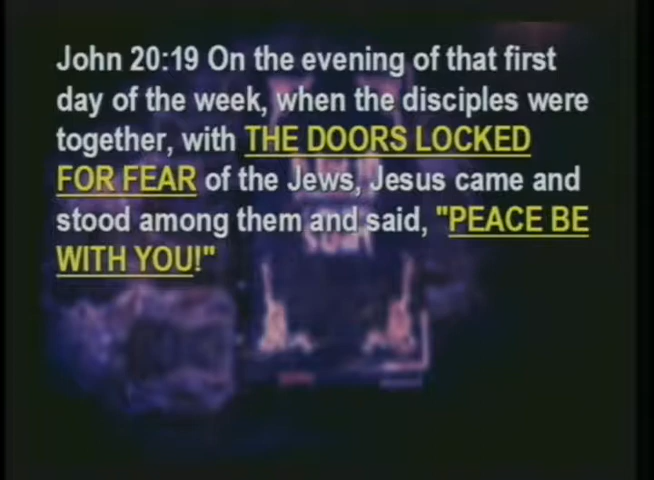 John 20:19 On the evening of that first
day of the week, when the disciples were
together, with THE DOORS LOCKED
FOR FEAR of the Jews, Jesus came and
stood among them and said, "PEACE BE
WITH YOU!"